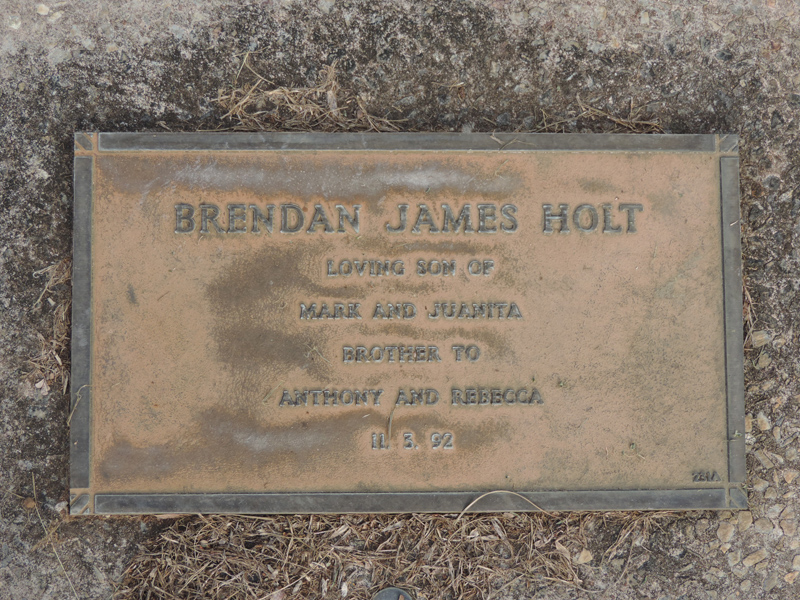 BRENDAN JAMES HOLT
LOVING SON OF
MARK AND JUANITA
BROTHER TO
ANTHONY AND REBECCA
11. 3. 92